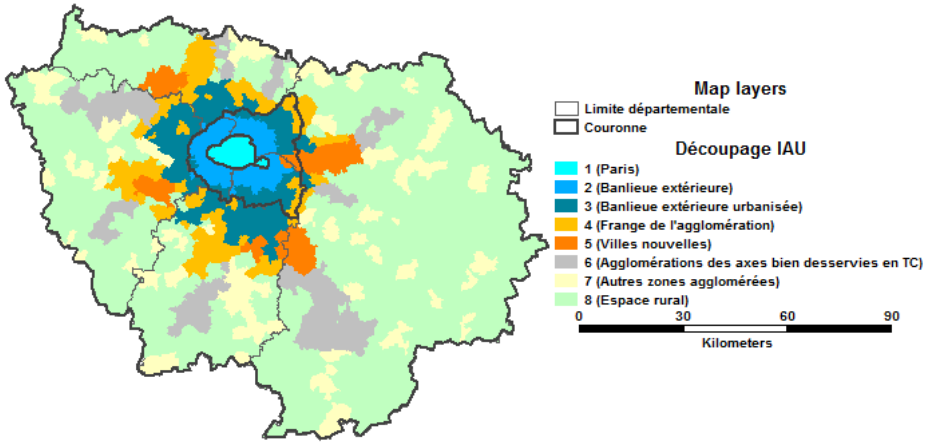 Map layers
Limite départementale
Couronne
Découpage IAU
1 (Paris)
2 (Banlieue extérieure)
3 (Banlieue extérieure urbanisée)
4 (Frange de l'agglomération)
5 (Villes nouvelles)
6 (Agglomérations des axes bien desservies en TC)
7 (Autres zones agglomérées)
8 (Espace rural)
0 30 60 90
Kilometers